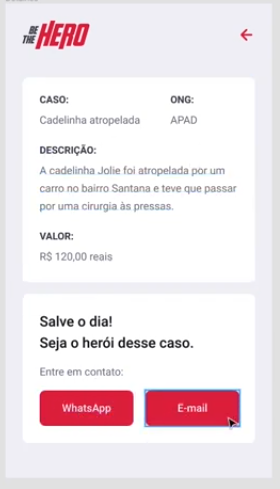 BE
THE HERO
CASO: ONG:
Cadelinha atropelada APAD
DESCRIÇÃO:
A cadelinha Jolie foi atropelada por um
carro no bairro Santana e teve que passar
por uma cirurgia às pressas.
VALOR:
R$ 120,00 reais
Salve o dia!
Seja o herói desse caso.
Entre em contato:
WhatsApp E-mail